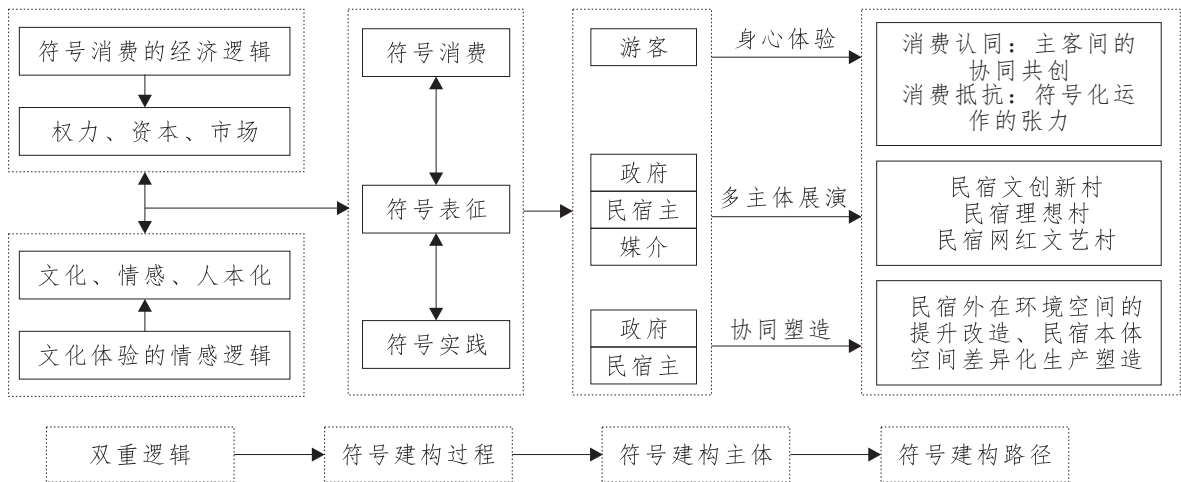 符号消费的经济逻辑
权力、资本、市场
文化、情感、人本化
文化体验的情感逻辑
符号消费
符号表征
符号实践
游客
政府
民宿主
媒介
政府
民宿主
身心体验
多主体展演
协同塑造
消费认同：主客间的
协同共创
消费抵抗：符号化运
作的张力
民宿文创新村
民宿理想村
民宿网红文艺村
民宿外在环境空间的
提升改造、民宿本体
空间差异化生产塑造
双重逻辑
符号建构过程
符号建构主体
符号建构路径